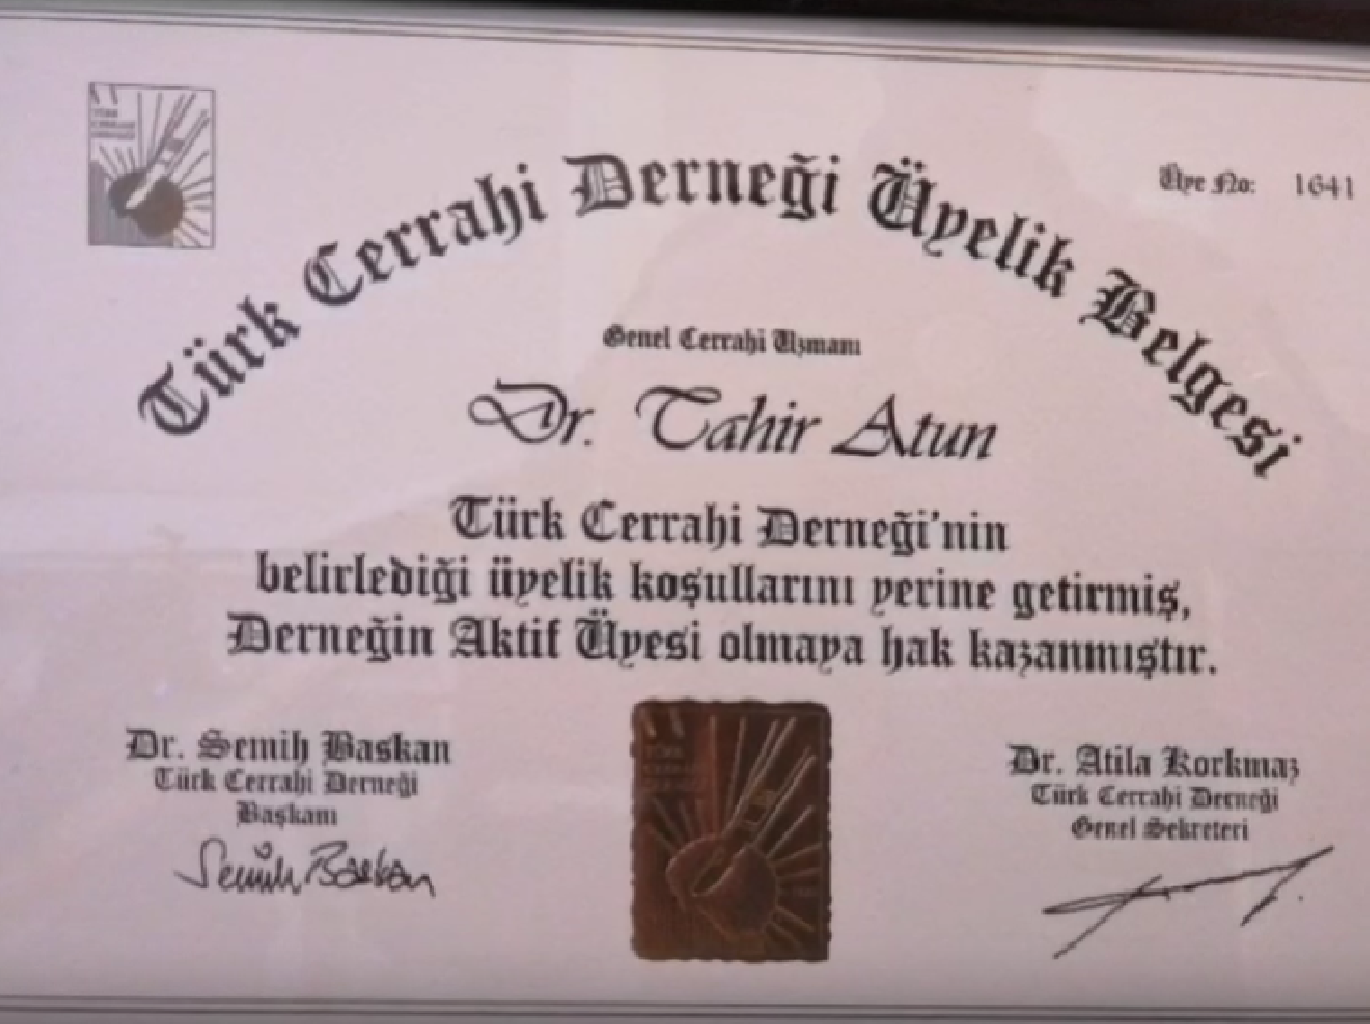 Türk Cerrahi Derneği Üyelik Belgesi
Üye No: 1641
Genel Cerrahi Uzmanı
Dr. Tahir Atun
Türk Cerrahi Derneği'nin
belirlediği üyelik koşullarını yerine getirmiş,
Derneğin Aktif Üyesi olmaya hak kazanmıştır.
Dr. Semih Baskan
Türk Cerrahi Derneği
Başkanı
Semih Baskan
Dr. Atila Korkmaz
Türk Cerrahi Derneği
Genel Sekreteri